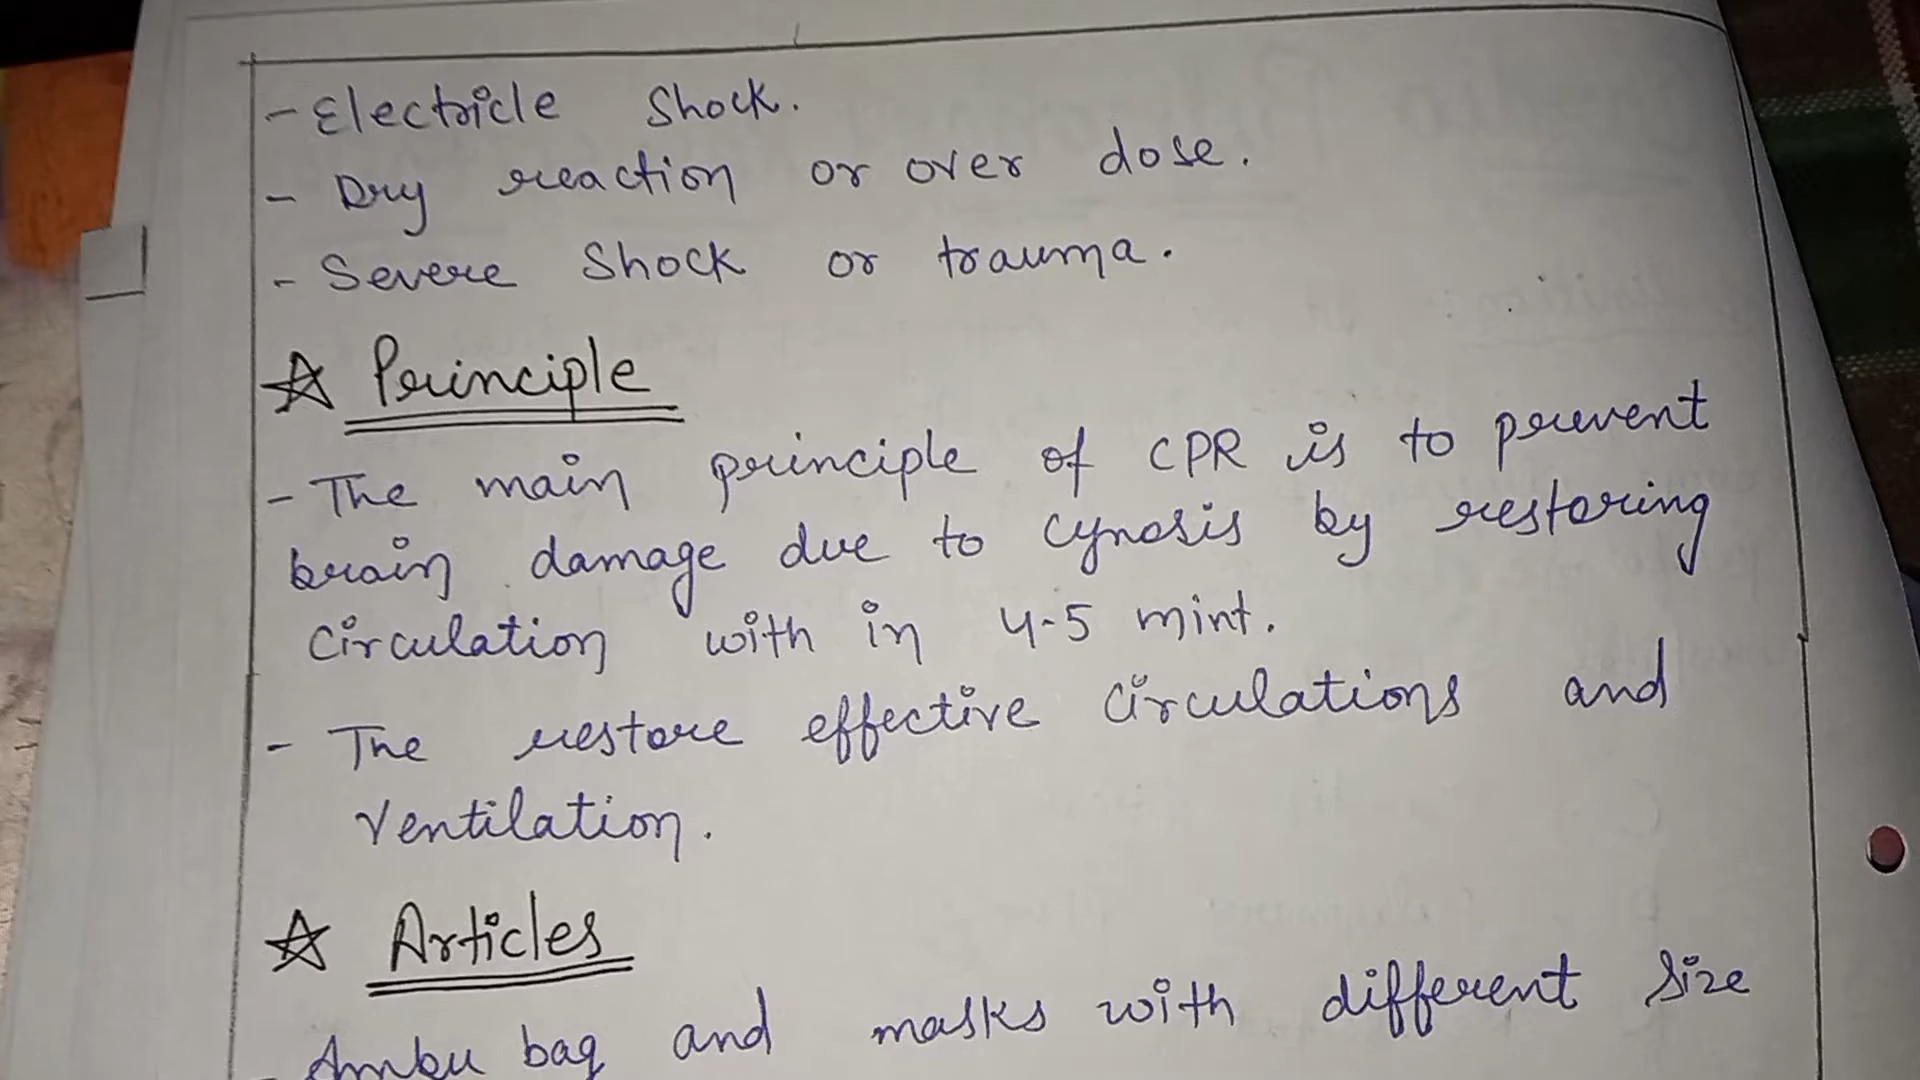 - Electricle Shock.
- Dry reaction or over dose.
- Severe Shock or trauma.
☆ Principle
- The main principle of CPR is to prevent
brain damage due to cynosis by restoring
circulation with in 4-5 mint.
- The restore effective circulations and
ventilation.
☆ Articles
- Ambu bag and masks with different size